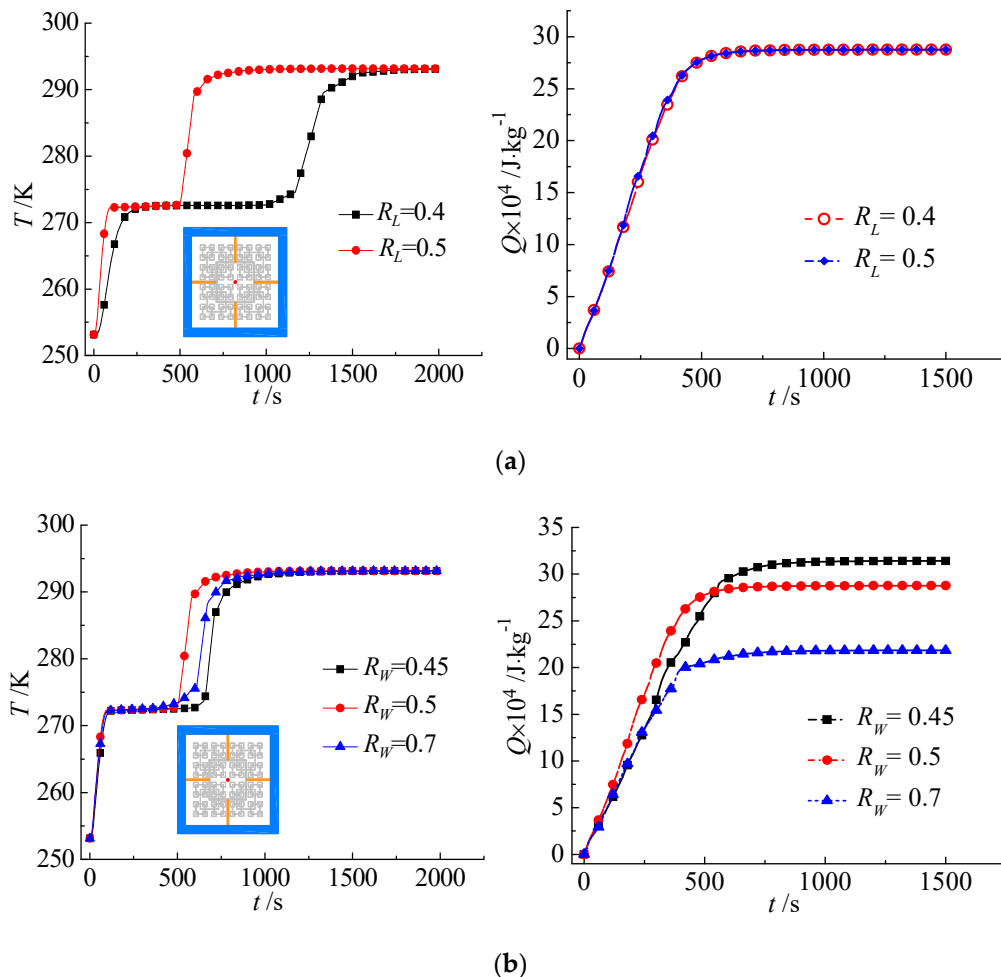 300
290
280
270
260
250
T /K
0 500 1000 1500 2000
t /s
R_L=0.4
R_L=0.5
30
25
20
15
10
5
0
Q×10⁴ /J·kg⁻¹
0 500 1000 1500
t /s
R_L= 0.4
R_L= 0.5
(a)
300
290
280
270
260
250
T /K
0 500 1000 1500 2000
t /s
R_W=0.45
R_W=0.5
R_W=0.7
35
30
25
20
15
10
5
0
Q×10⁴ /J·kg⁻¹
0 500 1000 1500
t /s
R_W= 0.45
R_W= 0.5
R_W= 0.7
(b)